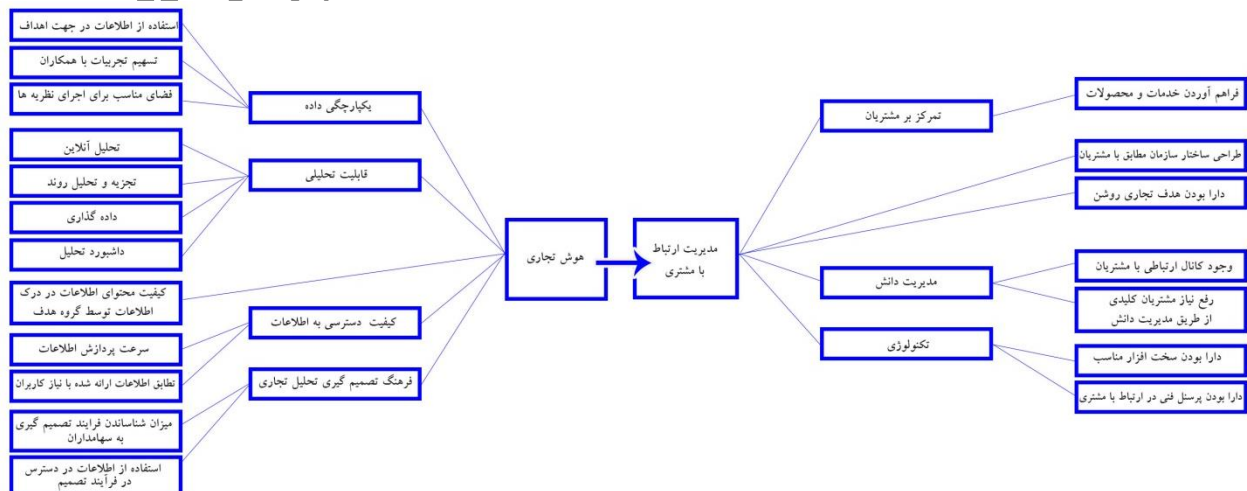 استفاده از اطلاعات در جهت اهداف
تسهیم تجربیات با همکاران
فضای مناسب برای اجرای نظریه ها
یکپارچگی داده
تحلیل آنلاین
تجزیه و تحلیل روند
داده گذاری
داشبورد تحلیل
قابلیت تحلیلی
کیفیت محتوای اطلاعات در درک
اطلاعات توسط گروه هدف
سرعت پردازش اطلاعات
تطابق اطلاعات ارائه شده با نیاز کاربران
کیفیت دسترسی به اطلاعات
میزان شناساندن فرایند تصمیم گیری
به سهامداران
استفاده از اطلاعات در دسترس
در فرآیند تصمیم
فرهنگ تصمیم گیری تحلیل تجاری
هوش تجاری
مدیریت ارتباط
با مشتری
تمرکز بر مشتریان
فراهم آوردن خدمات و محصولات
طراحی ساختار سازمان مطابق با مشتریان
دارا بودن هدف تجاری روشن
مدیریت دانش
وجود کانال ارتباطی با مشتریان
رفع نیاز مشتریان کلیدی
از طریق مدیریت دانش
تکنولوژی
دارا بودن سخت افزار مناسب
دارا بودن پرسنل فنی در ارتباط با مشتری